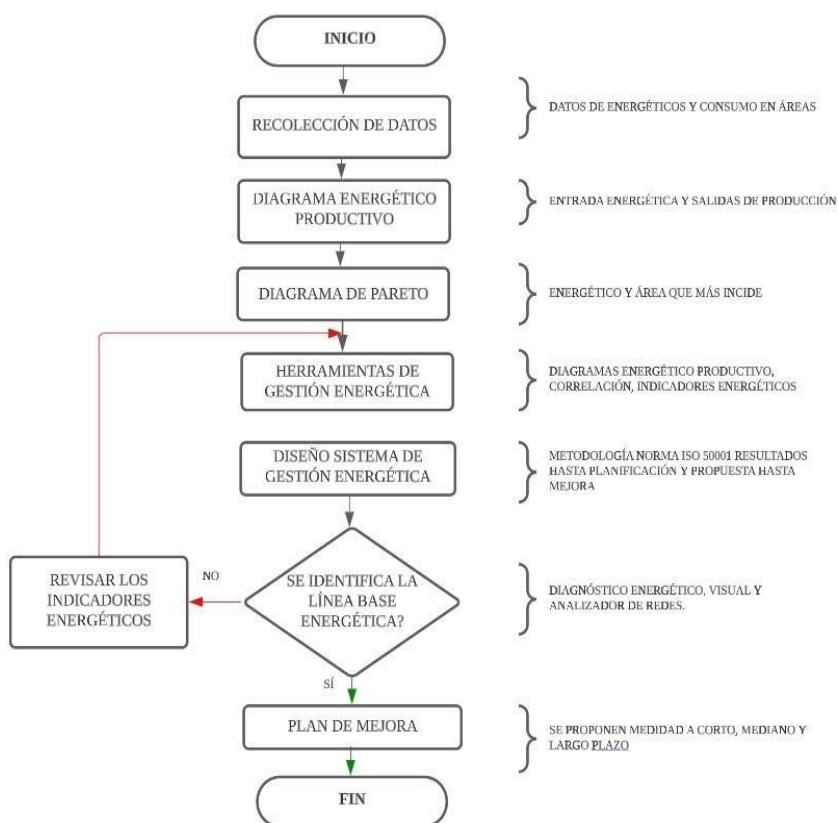 INICIO
RECOLECCIÓN DE DATOS
DATOS DE ENERGÉTICOS Y CONSUMO EN ÁREAS
DIAGRAMA ENERGÉTICO
PRODUCTIVO
ENTRADA ENERGÉTICA Y SALIDAS DE PRODUCCIÓN
DIAGRAMA DE PARETO
ENERGÉTICO Y ÁREA QUE MÁS INCIDE
HERRAMIENTAS DE
GESTIÓN ENERGÉTICA
DIAGRAMAS ENERGÉTICO PRODUCTIVO,
CORRELACIÓN, INDICADORES ENERGÉTICOS
DISEÑO SISTEMA DE
GESTIÓN ENERGÉTICA
METODOLOGÍA NORMA ISO 50001 RESULTADOS
HASTA PLANIFICACIÓN Y PROPUESTA HASTA
MEJORA
REVISAR LOS
INDICADORES
ENERGÉTICOS
NO
SE IDENTIFICA LA
LÍNEA BASE
ENERGÉTICA?
DIAGNÓSTICO ENERGÉTICO, VISUAL Y
ANALIZADOR DE REDES.
SÍ
PLAN DE MEJORA
SE PROPONEN MEDIDAD A CORTO, MEDIANO Y
LARGO PLAZO
FIN